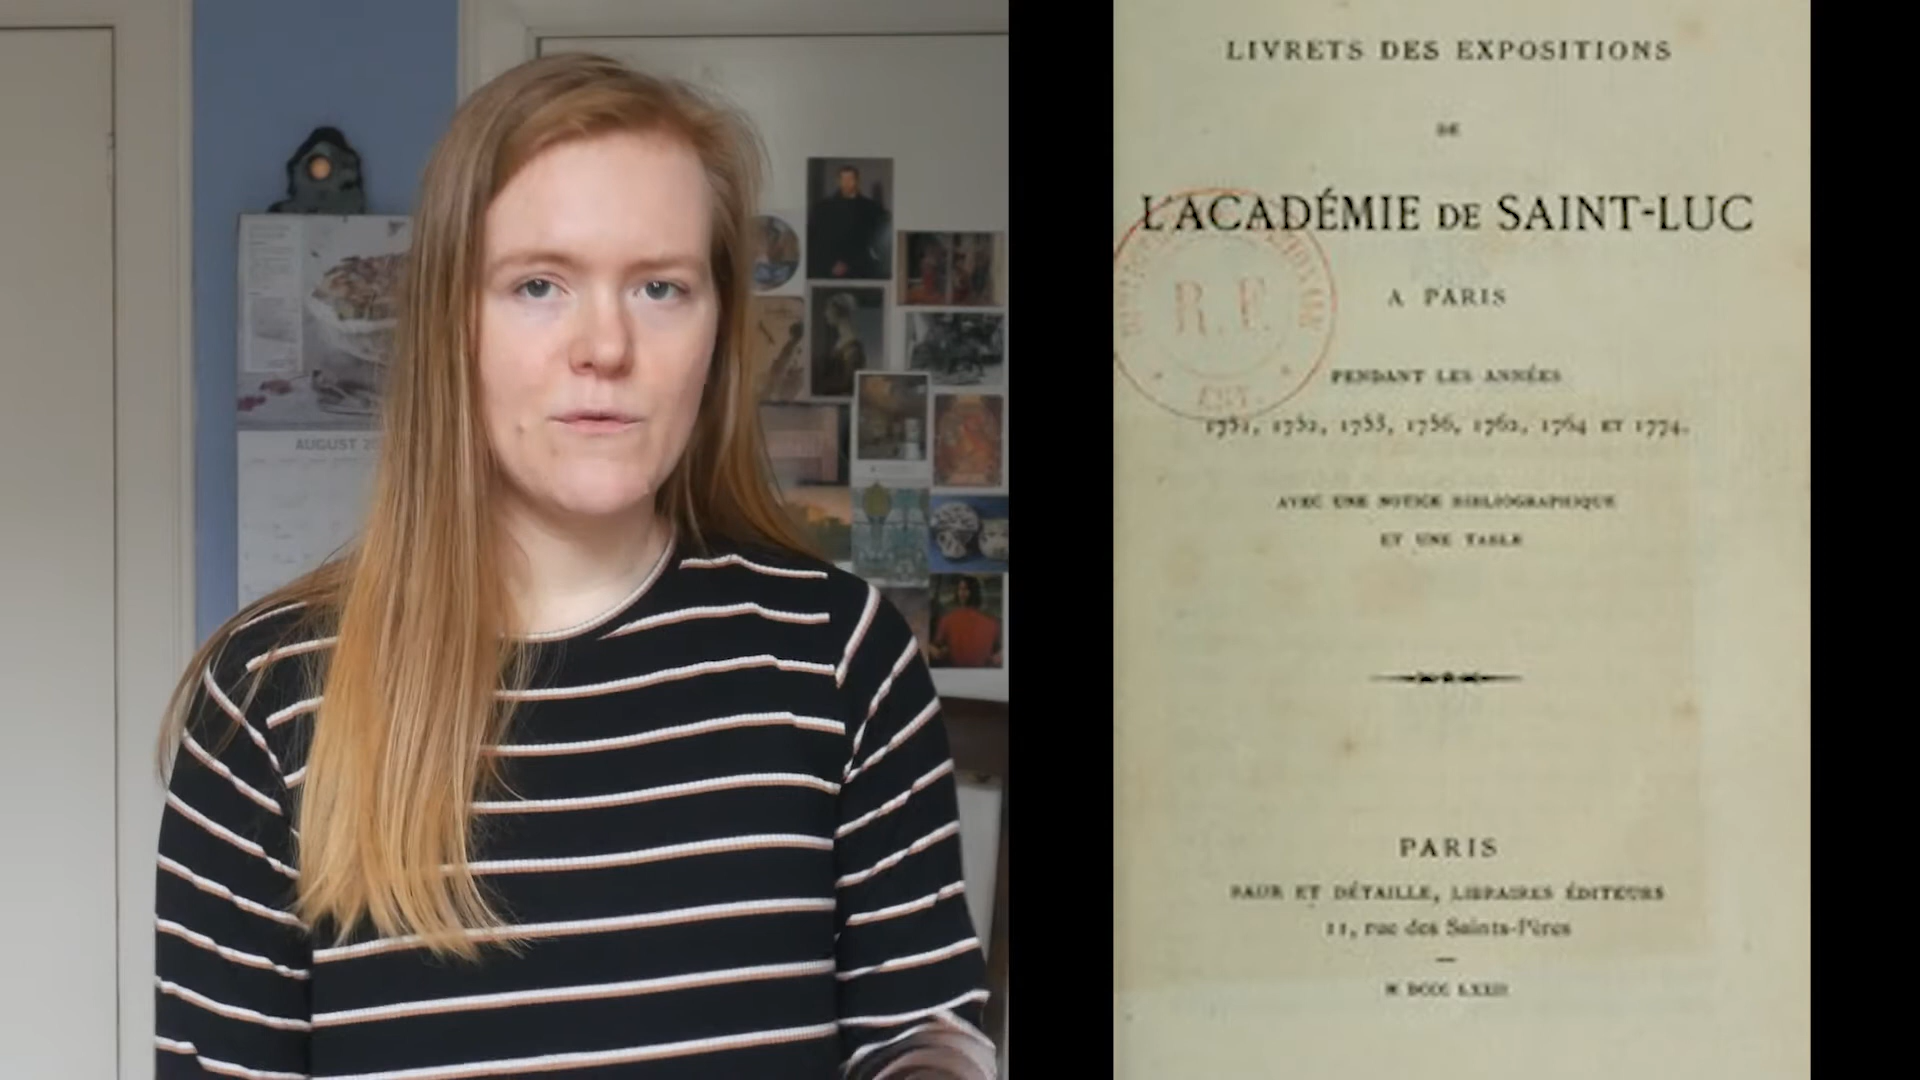 AUGUST
LIVRETS DES EXPOSITIONS
DE
L'ACADÉMIE DE SAINT-LUC
A PARIS
R.F.
PENDANT LES ANNÉES
1751, 1752, 1753, 1756, 1762, 1764 ET 1774.
AVEC UNE NOTICE BIBLIOGRAPHIQUE
ET UNE TABLE
PARIS
BAUR ET DÉTAILLE, LIBRAIRES ÉDITEURS
11, rue des Saints-Pères
M DCCC LXXII